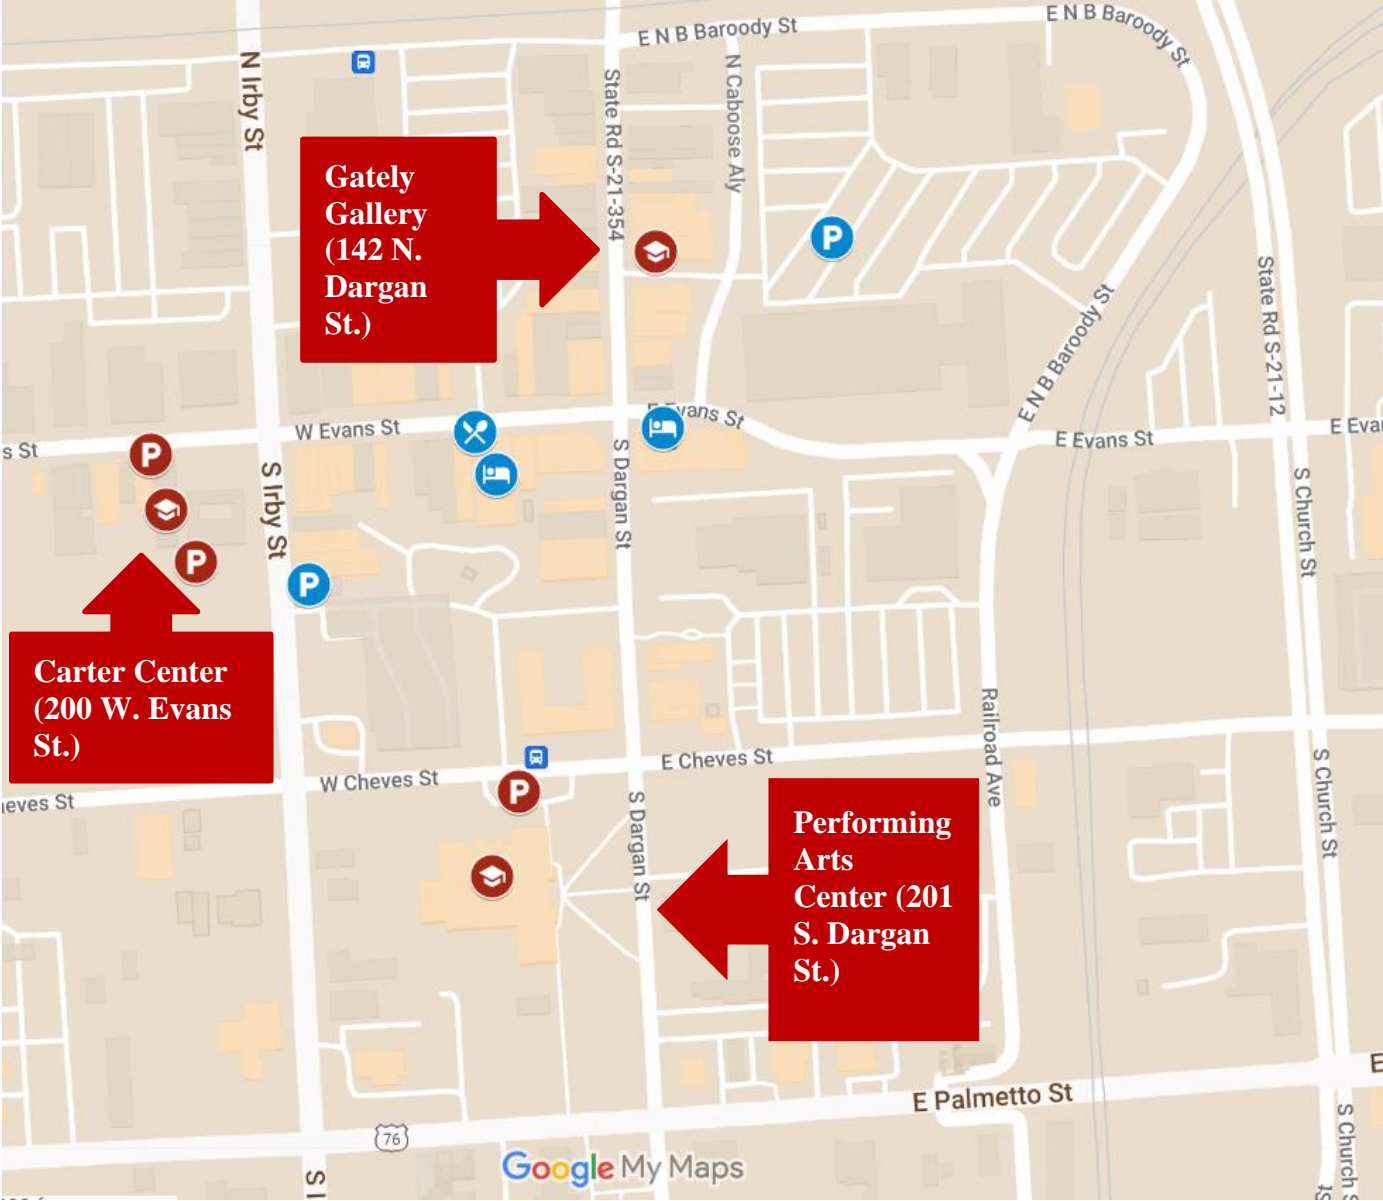 E N B Baroody St
E N B Baroody St
N Irby St
State Rd S-21-354
N Caboose Aly
Gately
Gallery
(142 N.
Dargan
St.)
P
State Rd S-21-12
E N B Baroody St
W Evans St
E Evans St
E Evans St
E Evai
s St
P
S Irby St
S Dargan St
S Church St
P
P
Carter Center
(200 W. Evans
St.)
Railroad Ave
E Cheves St
W Cheves St
P
eves St
S Dargan St
S Church St
Performing
Arts
Center (201
S. Dargan
St.)
E Palmetto St
E
76
S I
S Church S
Google My Maps